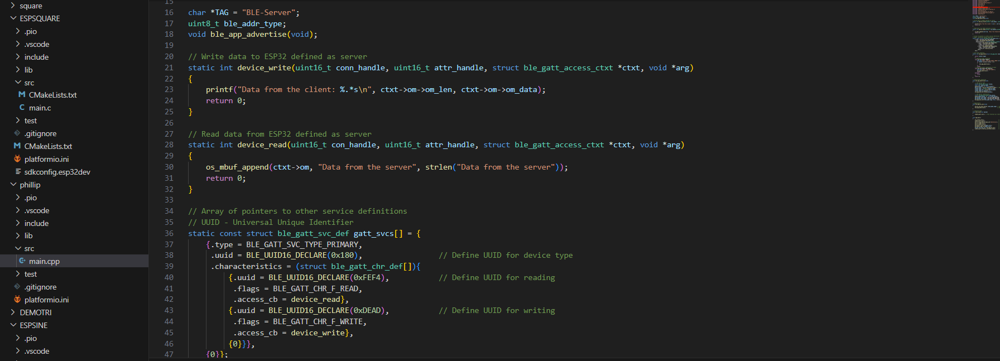 square
ESPSQUARE
.pio
.vscode
include
lib
src
CMakeLists.txt
main.c
test
.gitignore
CMakeLists.txt
platformio.ini
sdkconfig.esp32dev
phillip
.pio
.vscode
include
lib
src
main.cpp
test
.gitignore
platformio.ini
DEMOTRI
ESPSINE
.pio
.vscode
15
16 char *TAG = "BLE-Server";
17 uint8_t ble_addr_type;
18 void ble_app_advertise(void);
19
20 // Write data to ESP32 defined as server
21 static int device_write(uint16_t conn_handle, uint16_t attr_handle, struct ble_gatt_access_ctxt *ctxt, void *arg)
22 {
23 printf("Data from the client: %.*s\n", ctxt->om->om_len, ctxt->om->om_data);
24 return 0;
25 }
26
27 // Read data from ESP32 defined as server
28 static int device_read(uint16_t con_handle, uint16_t attr_handle, struct ble_gatt_access_ctxt *ctxt, void *arg)
29 {
30 os_mbuf_append(ctxt->om, "Data from the server", strlen("Data from the server"));
31 return 0;
32 }
33
34 // Array of pointers to other service definitions
35 // UUID - Universal Unique Identifier
36 static const struct ble_gatt_svc_def gatt_svcs[] = {
37 {.type = BLE_GATT_SVC_TYPE_PRIMARY,
38 .uuid = BLE_UUID16_DECLARE(0x180), // Define UUID for device type
39 .characteristics = (struct ble_gatt_chr_def[]){
40 {.uuid = BLE_UUID16_DECLARE(0xFEF4), // Define UUID for reading
41 .flags = BLE_GATT_CHR_F_READ,
42 .access_cb = device_read},
43 {.uuid = BLE_UUID16_DECLARE(0xDEAD), // Define UUID for writing
44 .flags = BLE_GATT_CHR_F_WRITE,
45 .access_cb = device_write},
46 {0}}},
47 {0}};